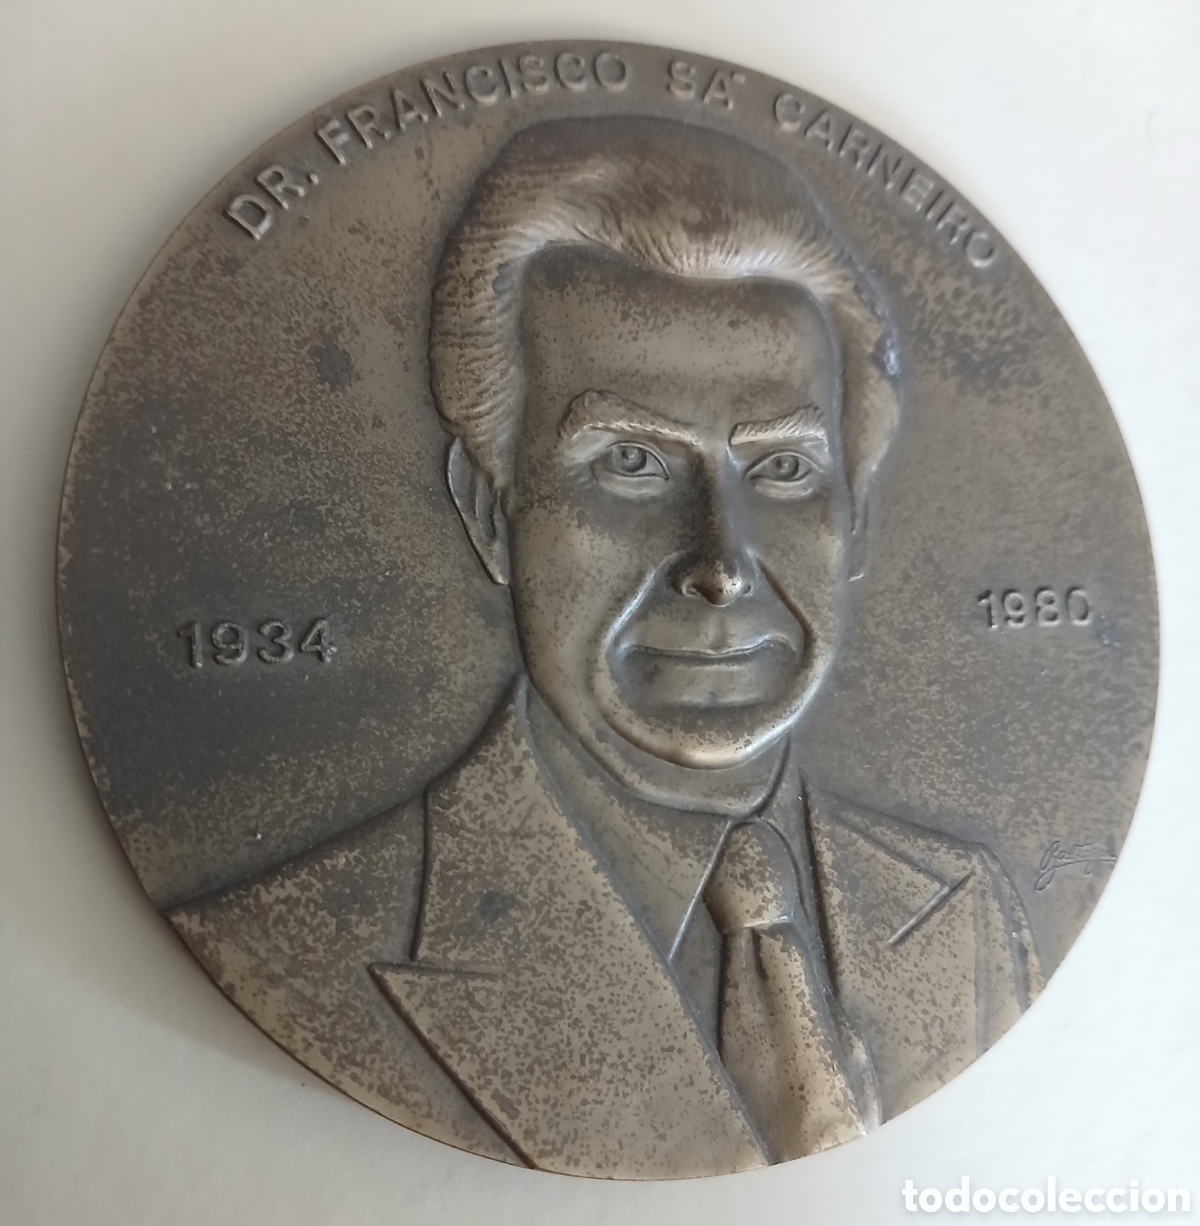 DR. FRANCISCO SÁ CARNEIRO
1934
1980
todocoleccion